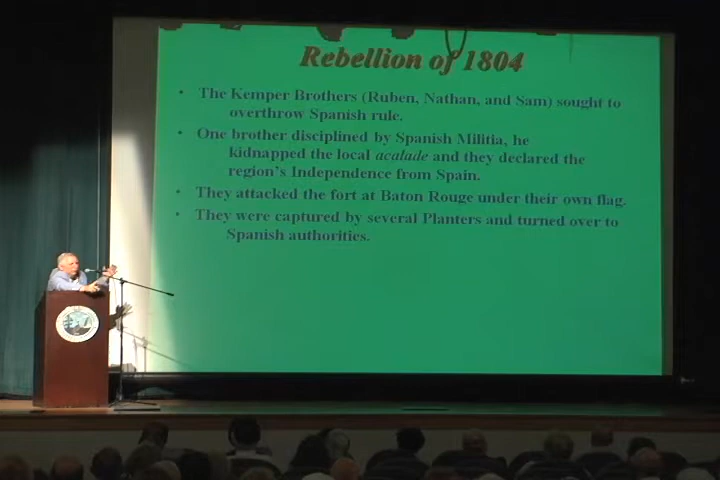 Rebellion of 1804
• The Kemper Brothers (Ruben, Nathan, and Sam) sought to
overthrow Spanish rule.
• One brother disciplined by Spanish Militia, he
kidnapped the local acalude and they declared the
region's Independence from Spain.
• They attacked the fort at Baton Rouge under their own flag.
• They were captured by several Planters and turned over to
Spanish authorities.